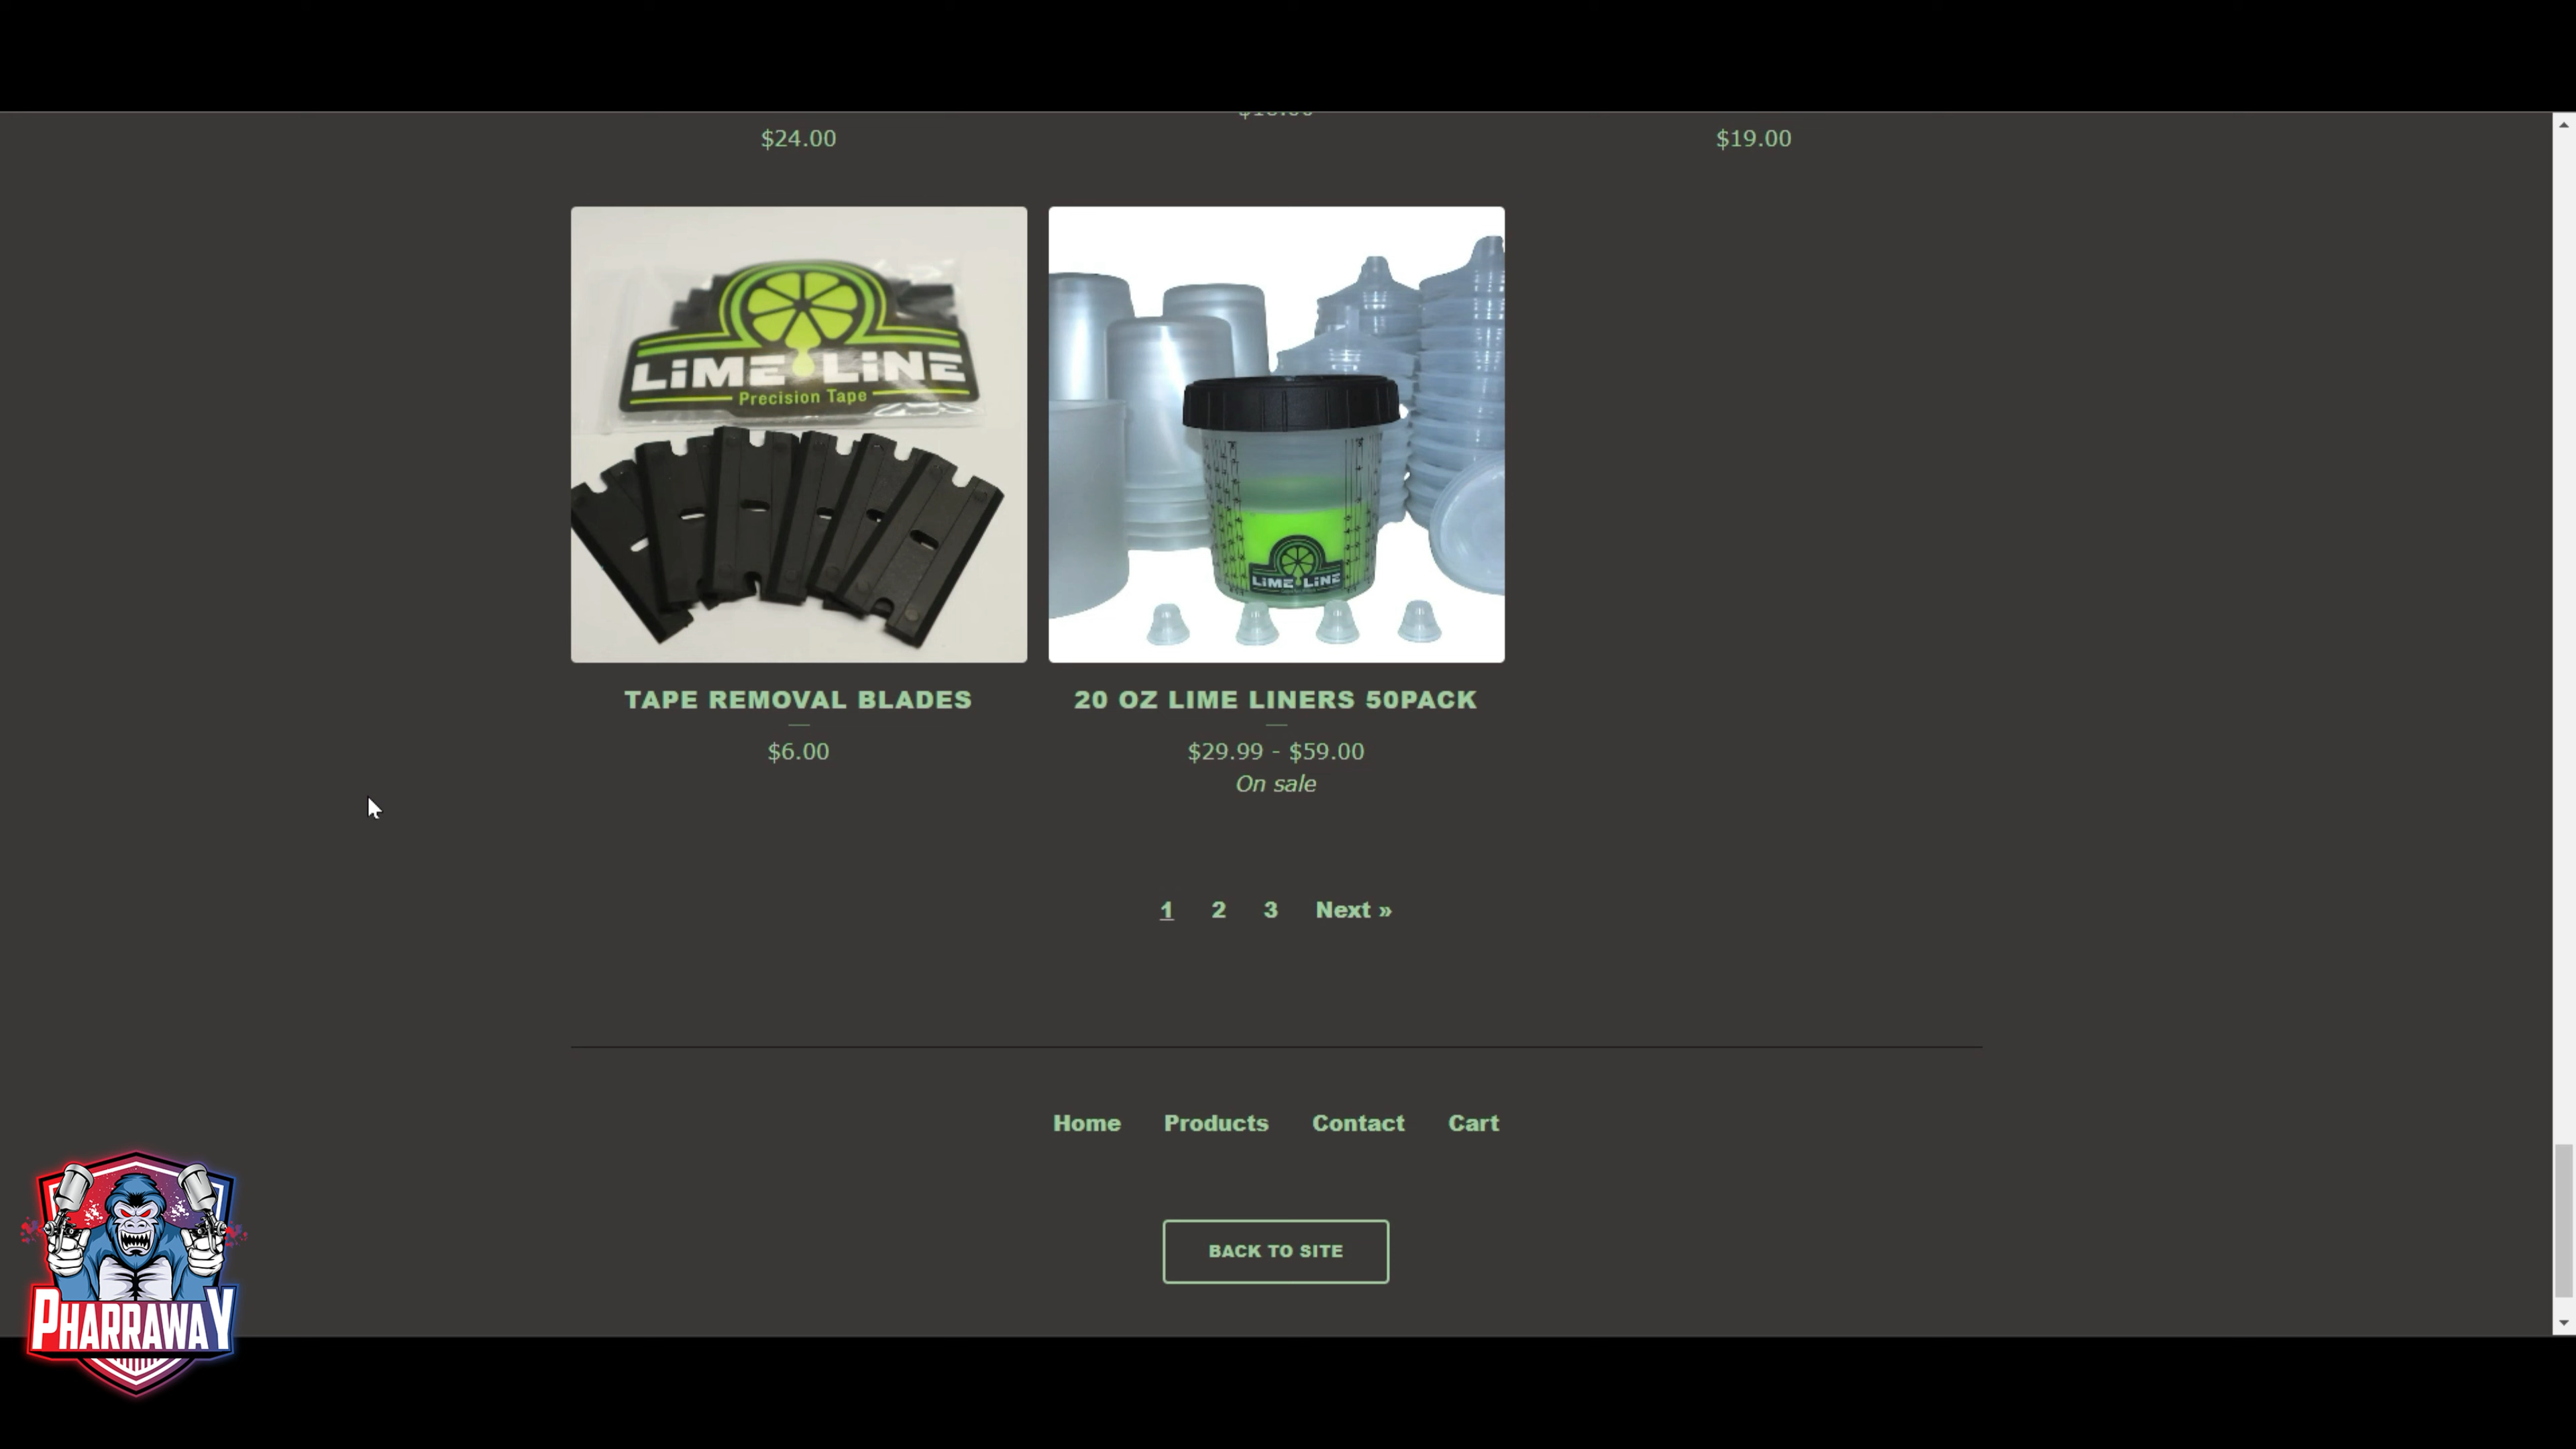 $24.00
$19.00
LiME LiNE
Precision Tape
LiME LiNE
TAPE REMOVAL BLADES
$6.00
20 OZ LIME LINERS 50PACK
$29.99 - $59.00
On sale
1 2 3 Next »
Home Products Contact Cart
BACK TO SITE
PHARRAWAY